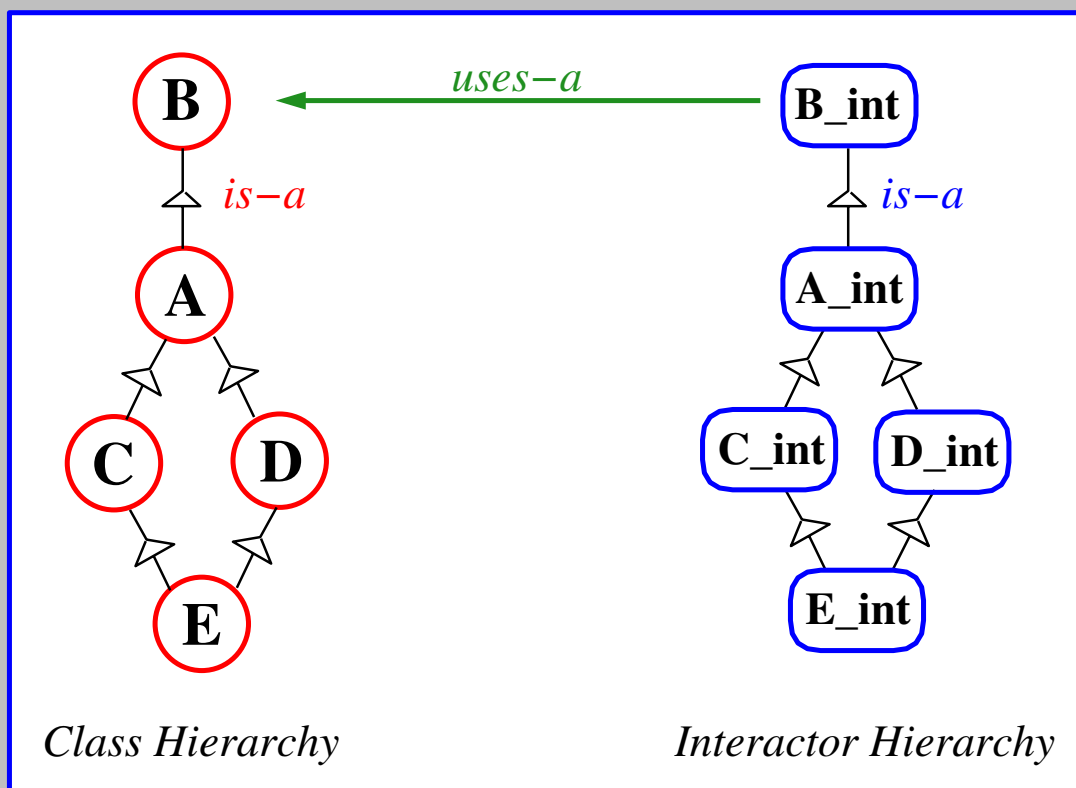 B
uses−a
B_int
is−a
is−a
A
A_int
C
D
C_int
D_int
E
E_int
Class Hierarchy
Interactor Hierarchy